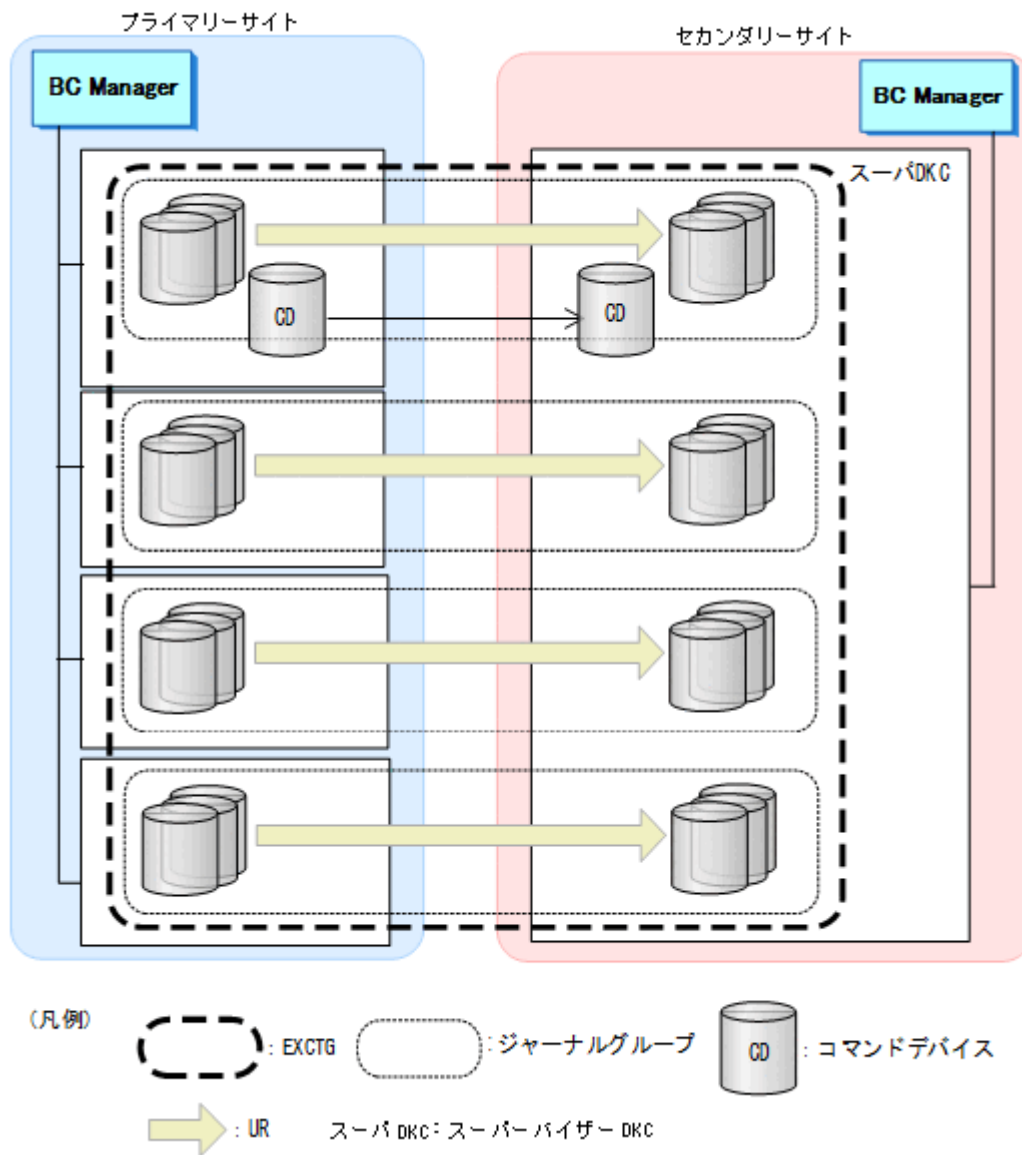 プライマリーサイト
セカンダリーサイト
BC Manager
BC Manager
スーパDKC
CD
CD
(凡例)
: EXCTG
: ジャーナルグループ
CD
: コマンドデバイス
: UR
スーパDKC: スーパーバイザーDKC